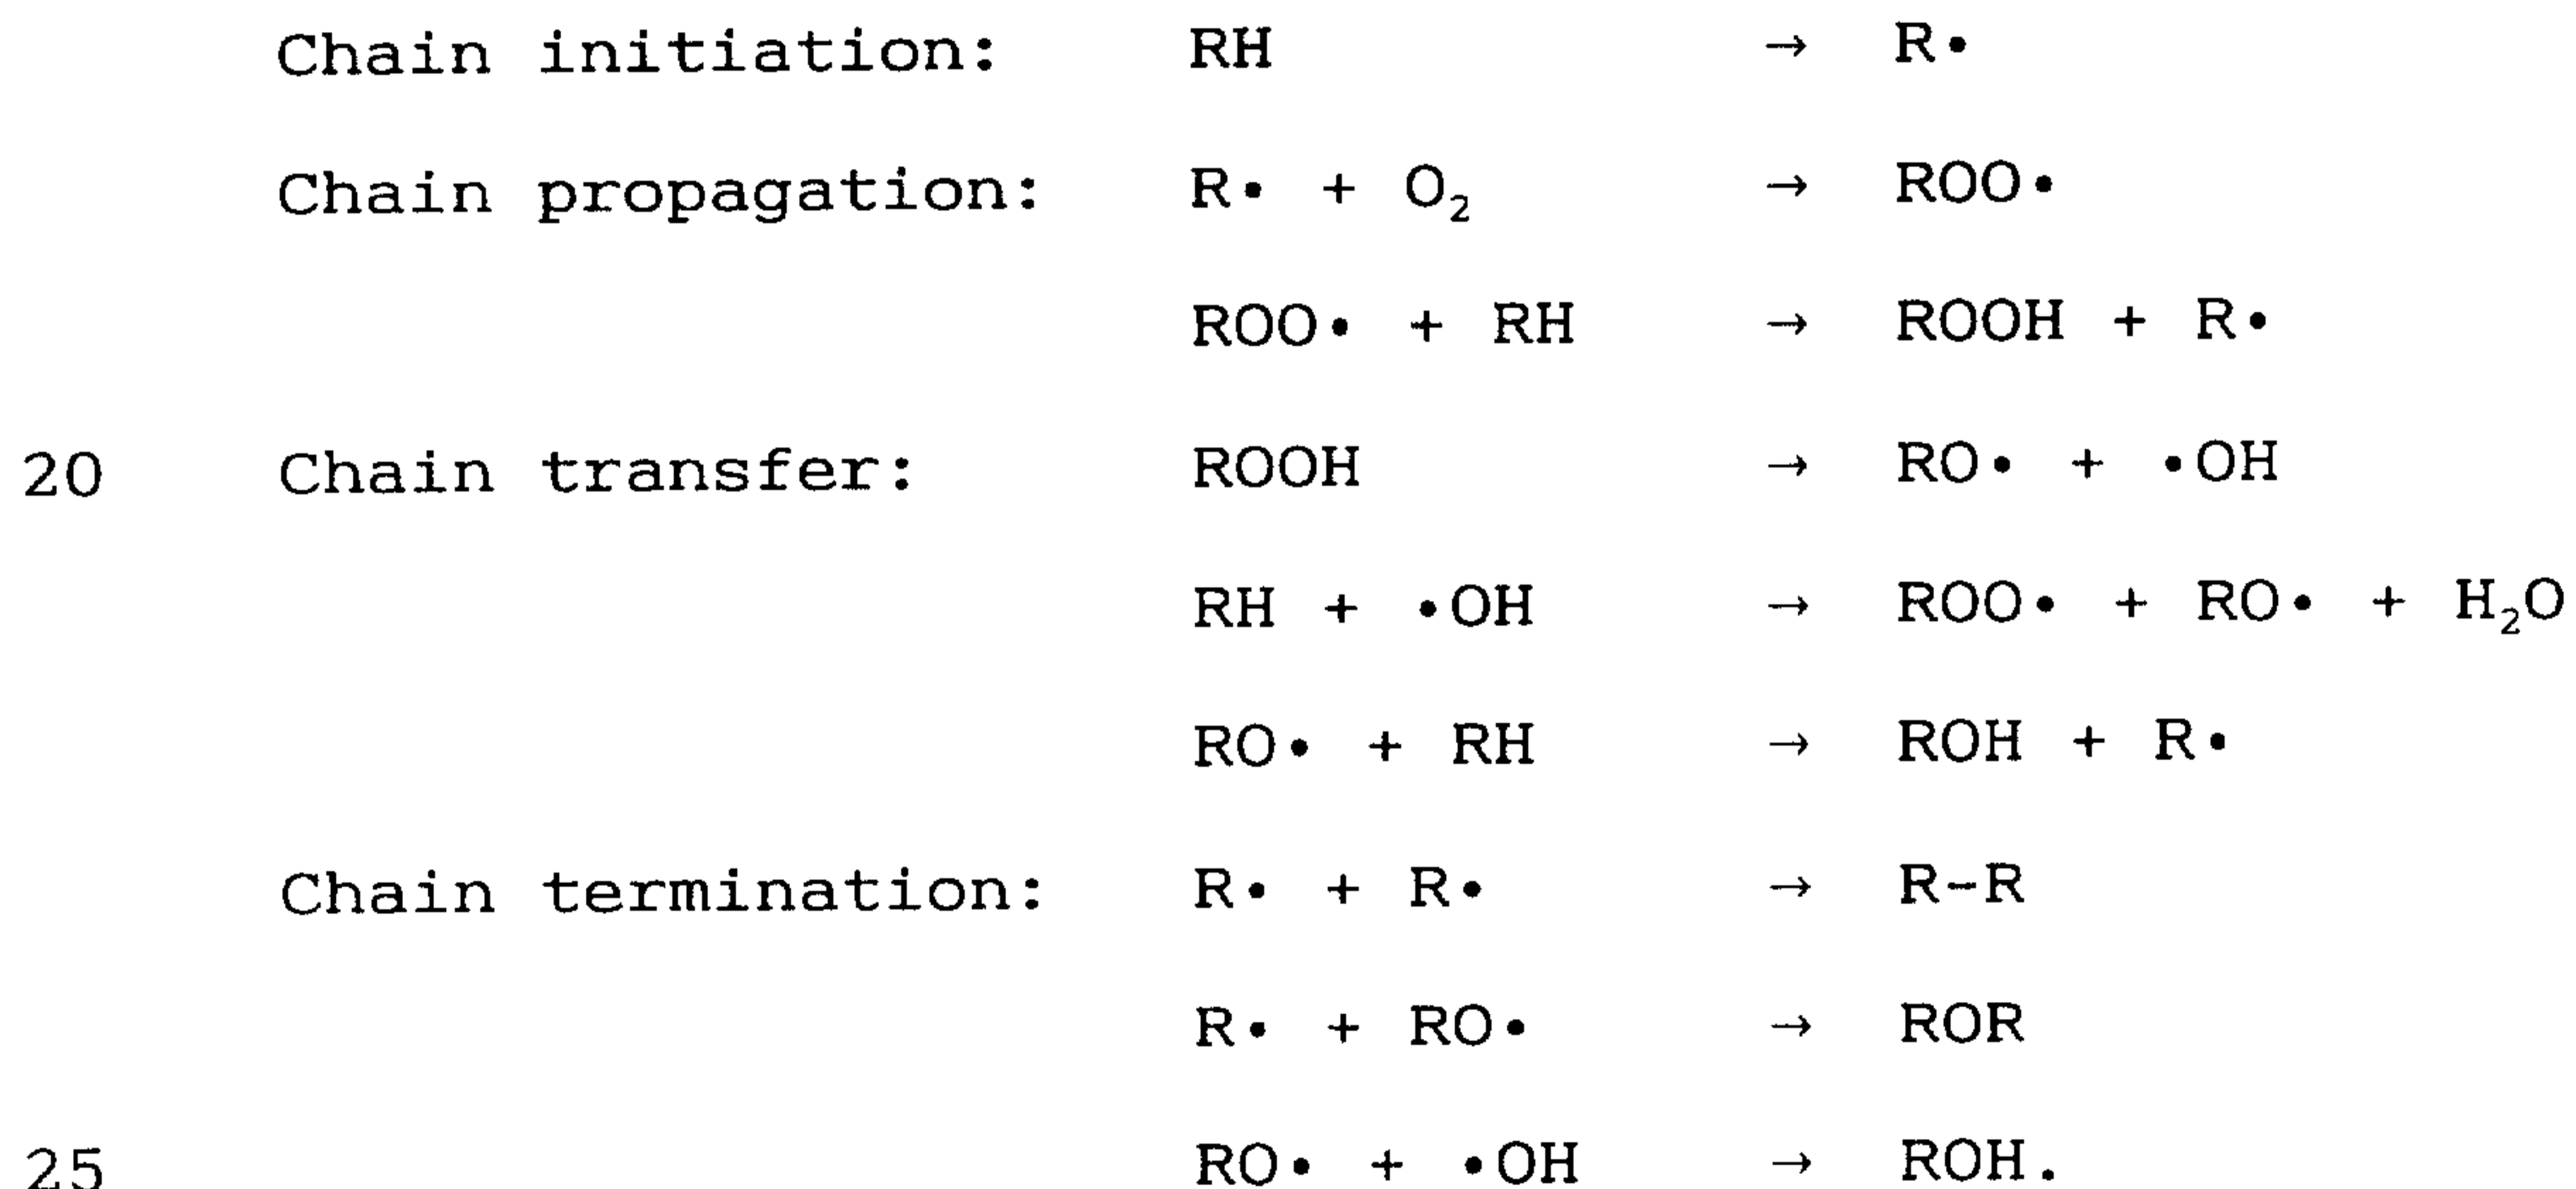 Chain initiation: RH → R•
Chain propagation: R• + O₂ → ROO•
ROO• + RH → ROOH + R•
20 Chain transfer: ROOH → RO• + •OH
RH + •OH → ROO• + RO• + H₂O
RO• + RH → ROH + R•
Chain termination: R• + R• → R-R
R• + RO• → ROR
25 RO• + •OH → ROH.